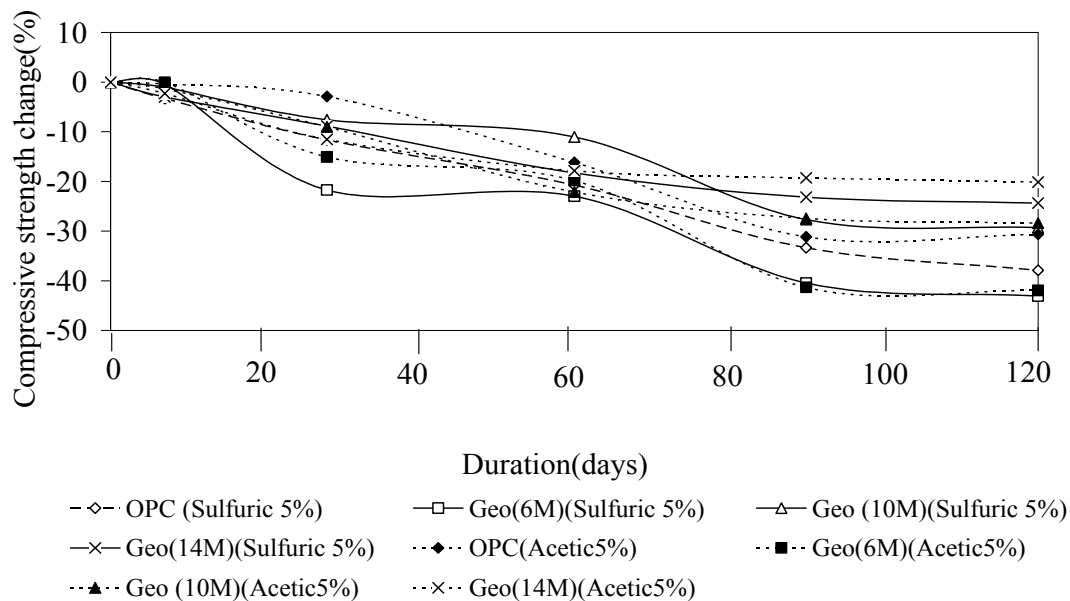 Compressive strength change(%)
10
0
-10
-20
-30
-40
-50
0
20
40
60
80
100
120
Duration(days)
OPC (Sulfuric 5%)
Geo(6M)(Sulfuric 5%)
Geo (10M)(Sulfuric 5%)
Geo(14M)(Sulfuric 5%)
OPC(Acetic5%)
Geo(6M)(Acetic5%)
Geo (10M)(Acetic5%)
Geo(14M)(Acetic5%)